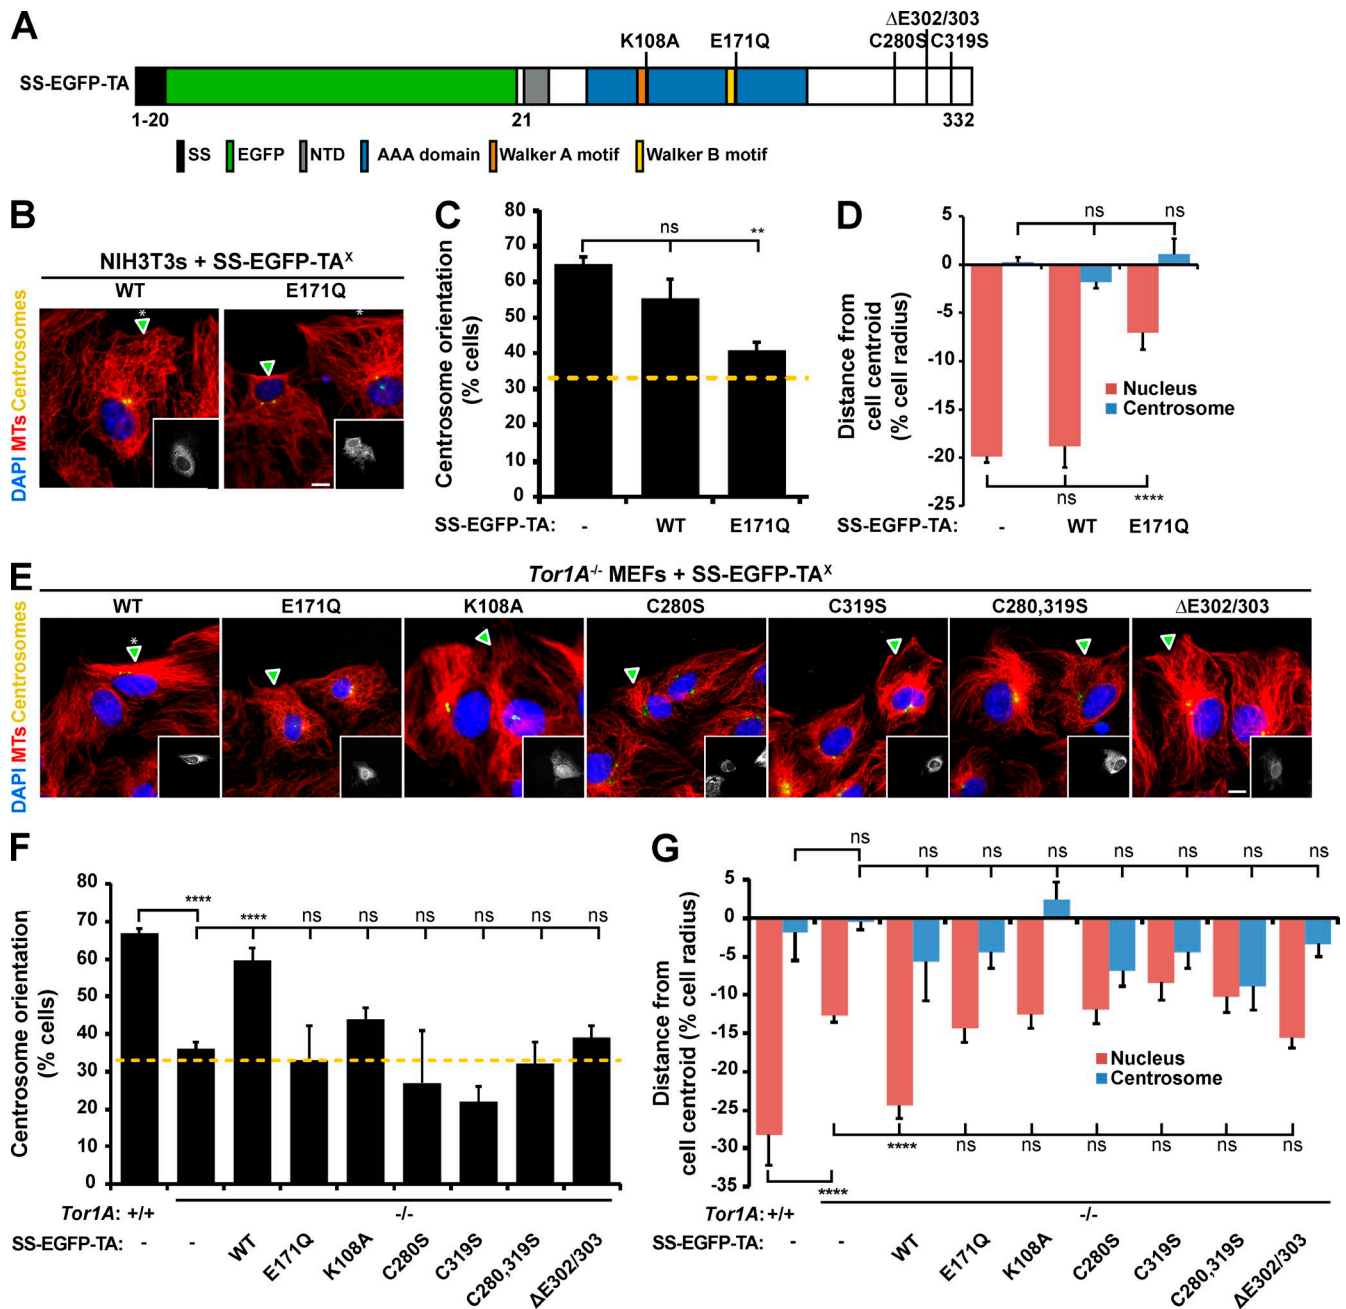 A
ΔE302/303
K108A E171Q C280S C319S
SS-EGFP-TA
1-20 21 332
SS EGFP NTD AAA domain Walker A motif Walker B motif
B
NIH3T3s + SS-EGFP-TAX
WT E171Q
DAPI MTs Centrosomes
* *
C
Centrosome orientation
(% cells)
80
70
60
50
40
30
20
10
0
ns **
SS-EGFP-TA: - WT E171Q
D
Distance from
cell centroid
(% cell radius)
5
0
-5
-10
-15
-20
-25
ns ns
Nucleus
Centrosome
ns ****
SS-EGFP-TA: - WT E171Q
E
Tor1A-/- MEFs + SS-EGFP-TAX
WT E171Q K108A C280S C319S C280,319S ΔE302/303
DAPI MTs Centrosomes
*
F
Centrosome orientation
(% cells)
80
70
60
50
40
30
20
10
0
**** **** ns ns ns ns ns ns
Tor1A: +/+ -/-
SS-EGFP-TA: - - WT E171Q K108A C280S C319S C280,319S ΔE302/303
G
Distance from
cell centroid (% cell radius)
5
0
-5
-10
-15
-20
-25
-30
-35
ns
ns ns ns ns ns ns ns
Nucleus
Centrosome
**** ns ns ns ns ns ns
****
Tor1A: +/+ -/-
SS-EGFP-TA: - - WT E171Q K108A C280S C319S C280,319S ΔE302/303